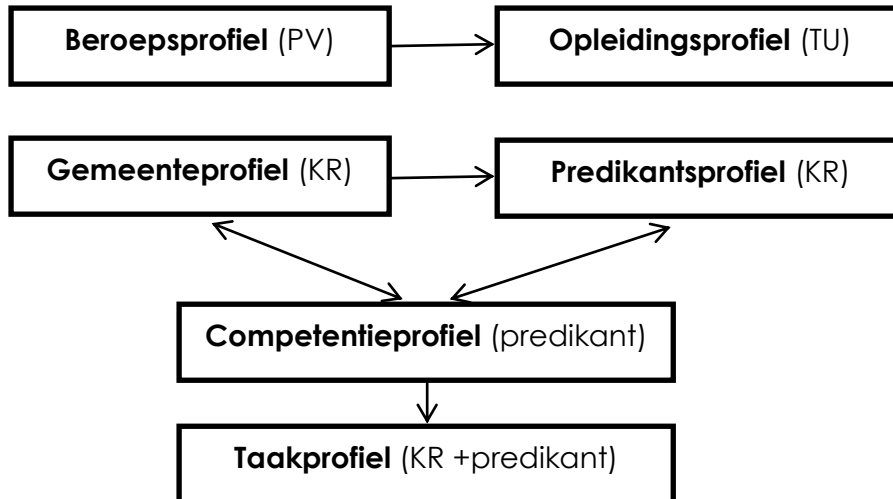 Beroepsprofiel (PV)
Opleidingsprofiel (TU)
Gemeenteprofiel (KR)
Predikantsprofiel (KR)
Competentieprofiel (predikant)
Taakprofiel (KR +predikant)